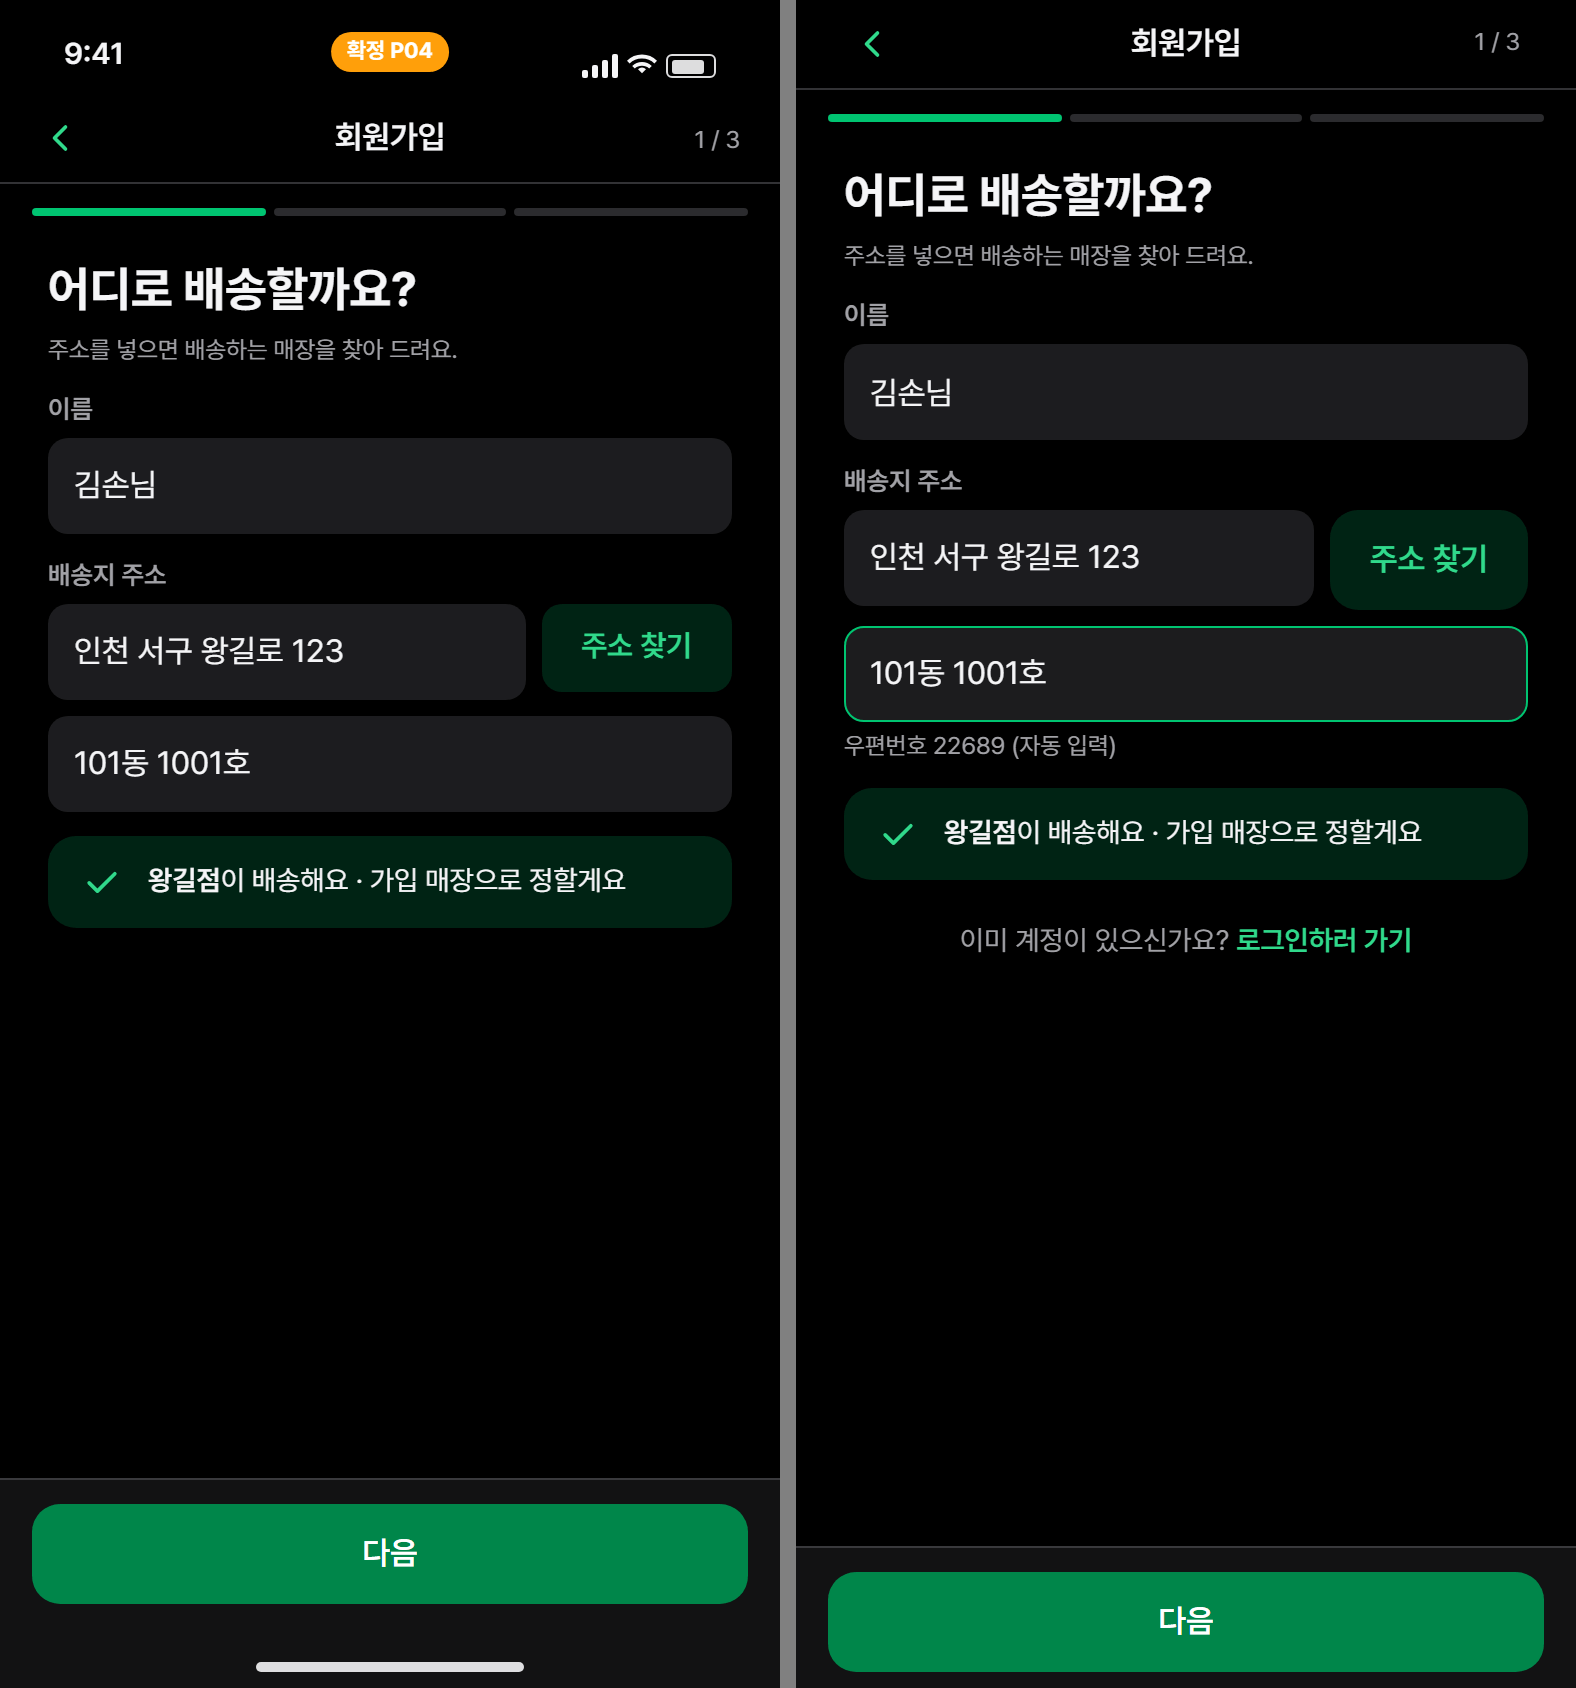 9:41
확정 P04
회원가입
1 / 3
어디로 배송할까요?
주소를 넣으면 배송하는 매장을 찾아 드려요.
이름
김손님
배송지 주소
인천 서구 왕길로 123
주소 찾기
101동 1001호
왕길점이 배송해요 · 가입 매장으로 정할게요
다음
회원가입
1 / 3
어디로 배송할까요?
주소를 넣으면 배송하는 매장을 찾아 드려요.
이름
김손님
배송지 주소
인천 서구 왕길로 123
주소 찾기
101동 1001호
우편번호 22689 (자동 입력)
왕길점이 배송해요 · 가입 매장으로 정할게요
이미 계정이 있으신가요? 로그인하러 가기
다음